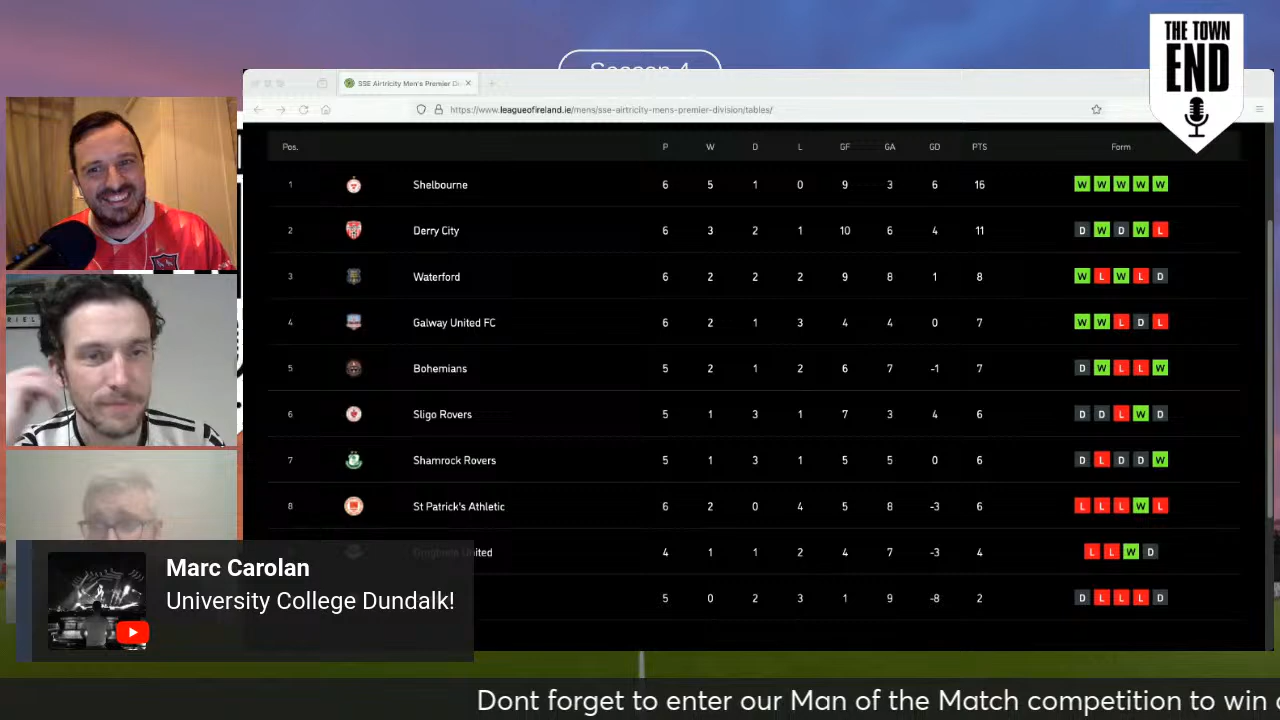 THE TOWN
END
Season 4
SSE Airtricity Men's Premier Di
https://www.leagueofireland.ie/mens/sse-airtricity-mens-premier-division/tables/
Pos. P W D L GF GA GD PTS Form
1 Shelbourne 6 5 1 0 9 3 6 16 W W W W W
2 Derry City 6 3 2 1 10 6 4 11 D W D W L
3 Waterford 6 2 2 2 9 8 1 8 W L W L D
4 Galway United FC 6 2 1 3 4 4 0 7 W W L D L
5 Bohemians 5 2 1 2 6 7 -1 7 D W L L W
6 Sligo Rovers 5 1 3 1 7 3 4 6 D D L W D
7 Shamrock Rovers 5 1 3 1 5 5 0 6 D L D D W
8 St Patrick's Athletic 6 2 0 4 5 8 -3 6 L L L W L
United 4 1 1 2 4 7 -3 4 L L W D
5 0 2 3 1 9 -8 2 D L L L D
RIEL
Marc Carolan
University College Dundalk!
Dont forget to enter our Man of the Match competition to win